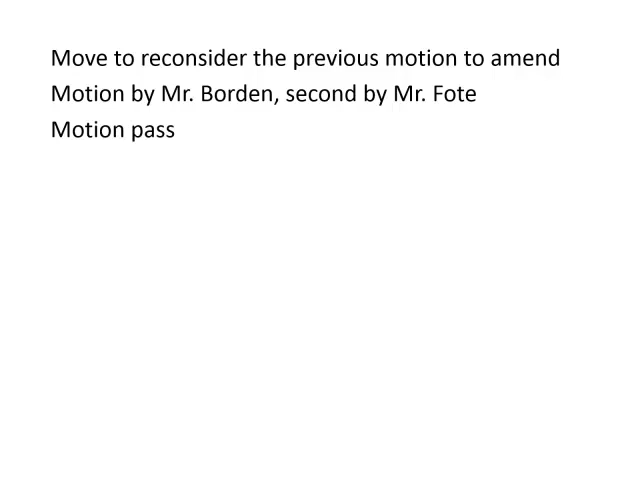 Move to reconsider the previous motion to amend
Motion by Mr. Borden, second by Mr. Fote
Motion pass